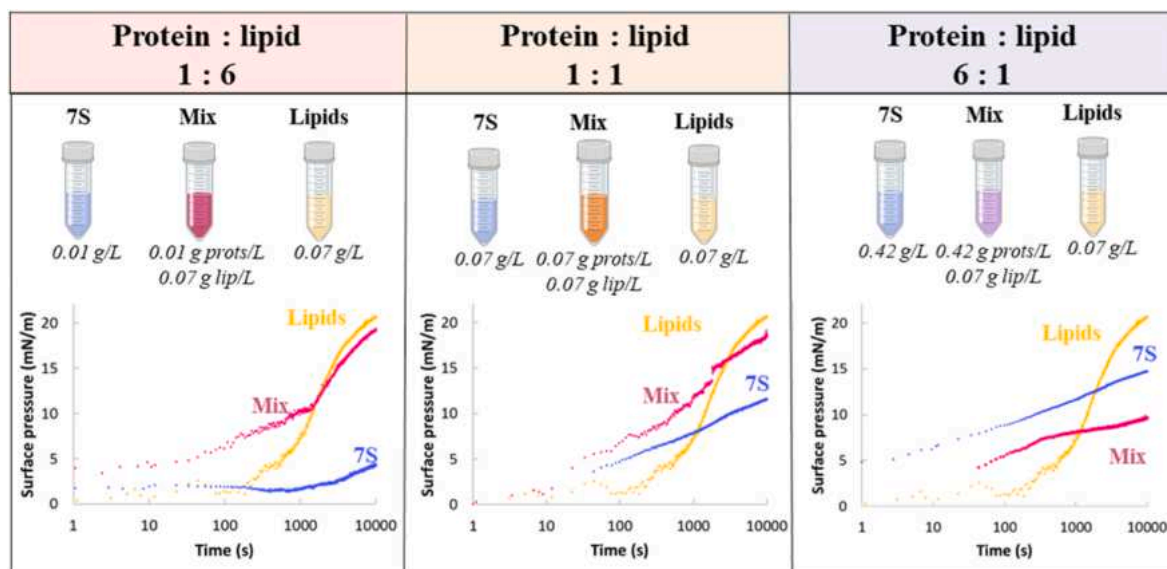 Protein : lipid
1 : 6
Protein : lipid
1 : 1
Protein : lipid
6 : 1
7S Mix Lipids
0.01 g/L 0.01 g prots/L 0.07 g/L
0.07 g lip/L
7S Mix Lipids
0.07 g/L 0.07 g prots/L 0.07 g/L
0.07 g lip/L
7S Mix Lipids
0.42 g/L 0.42 g prots/L 0.07 g/L
0.07 g lip/L
Surface pressure (mN/m)
20
15
10
5
0
Lipids
Mix
7S
1 10 100 1000 10000
Time (s)
Surface pressure (mN/m)
20
15
10
5
0
Lipids
Mix
7S
1 10 100 1000 10000
Time (s)
Surface pressure (mN/m)
20
15
10
5
0
Lipids
7S
Mix
1 10 100 1000 10000
Time (s)